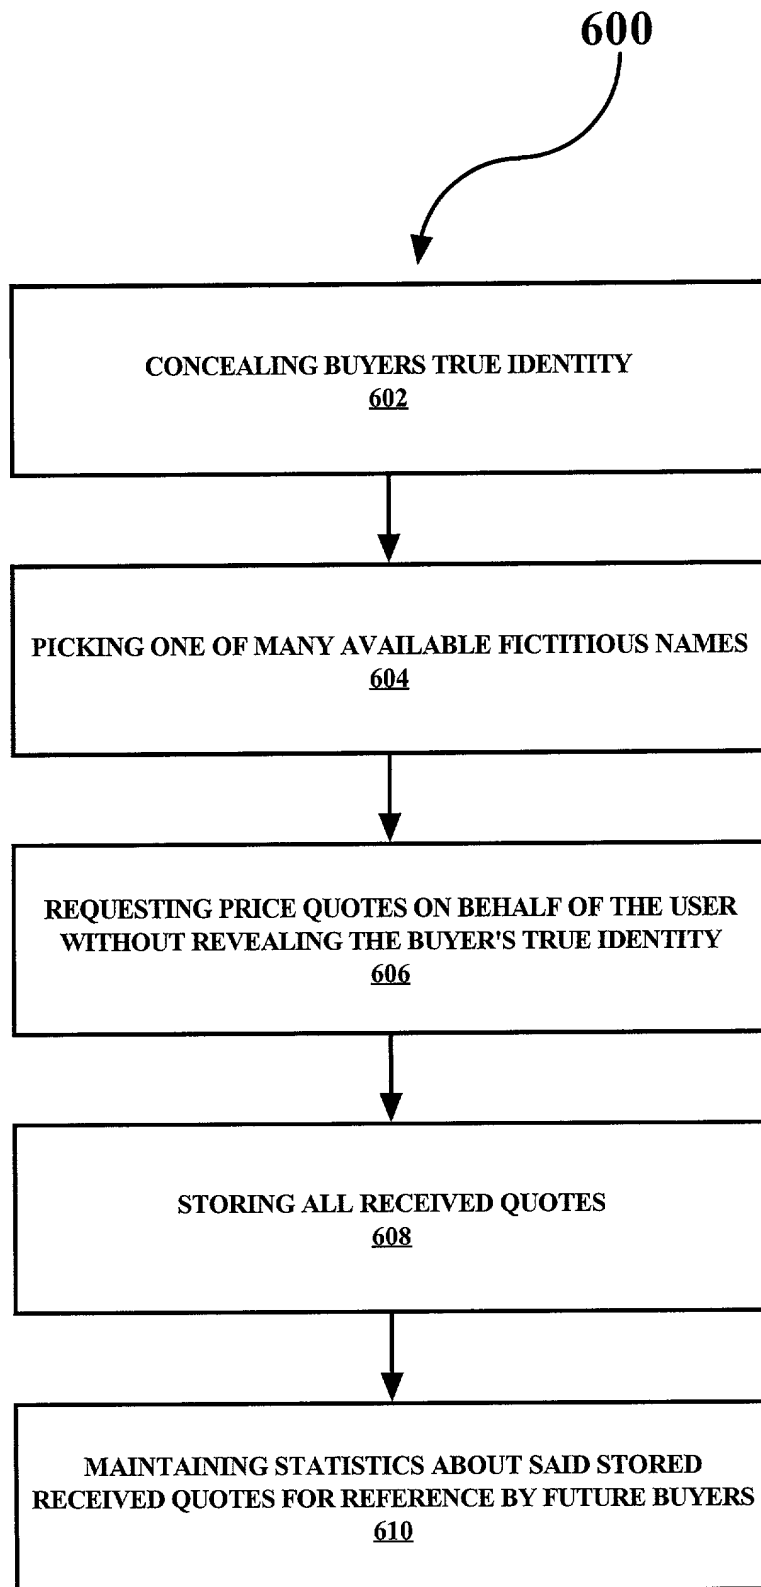 600
CONCEALING BUYERS TRUE IDENTITY
602
PICKING ONE OF MANY AVAILABLE FICTITIOUS NAMES
604
REQUESTING PRICE QUOTES ON BEHALF OF THE USER
WITHOUT REVEALING THE BUYER'S TRUE IDENTITY
606
STORING ALL RECEIVED QUOTES
608
MAINTAINING STATISTICS ABOUT SAID STORED
RECEIVED QUOTES FOR REFERENCE BY FUTURE BUYERS
610